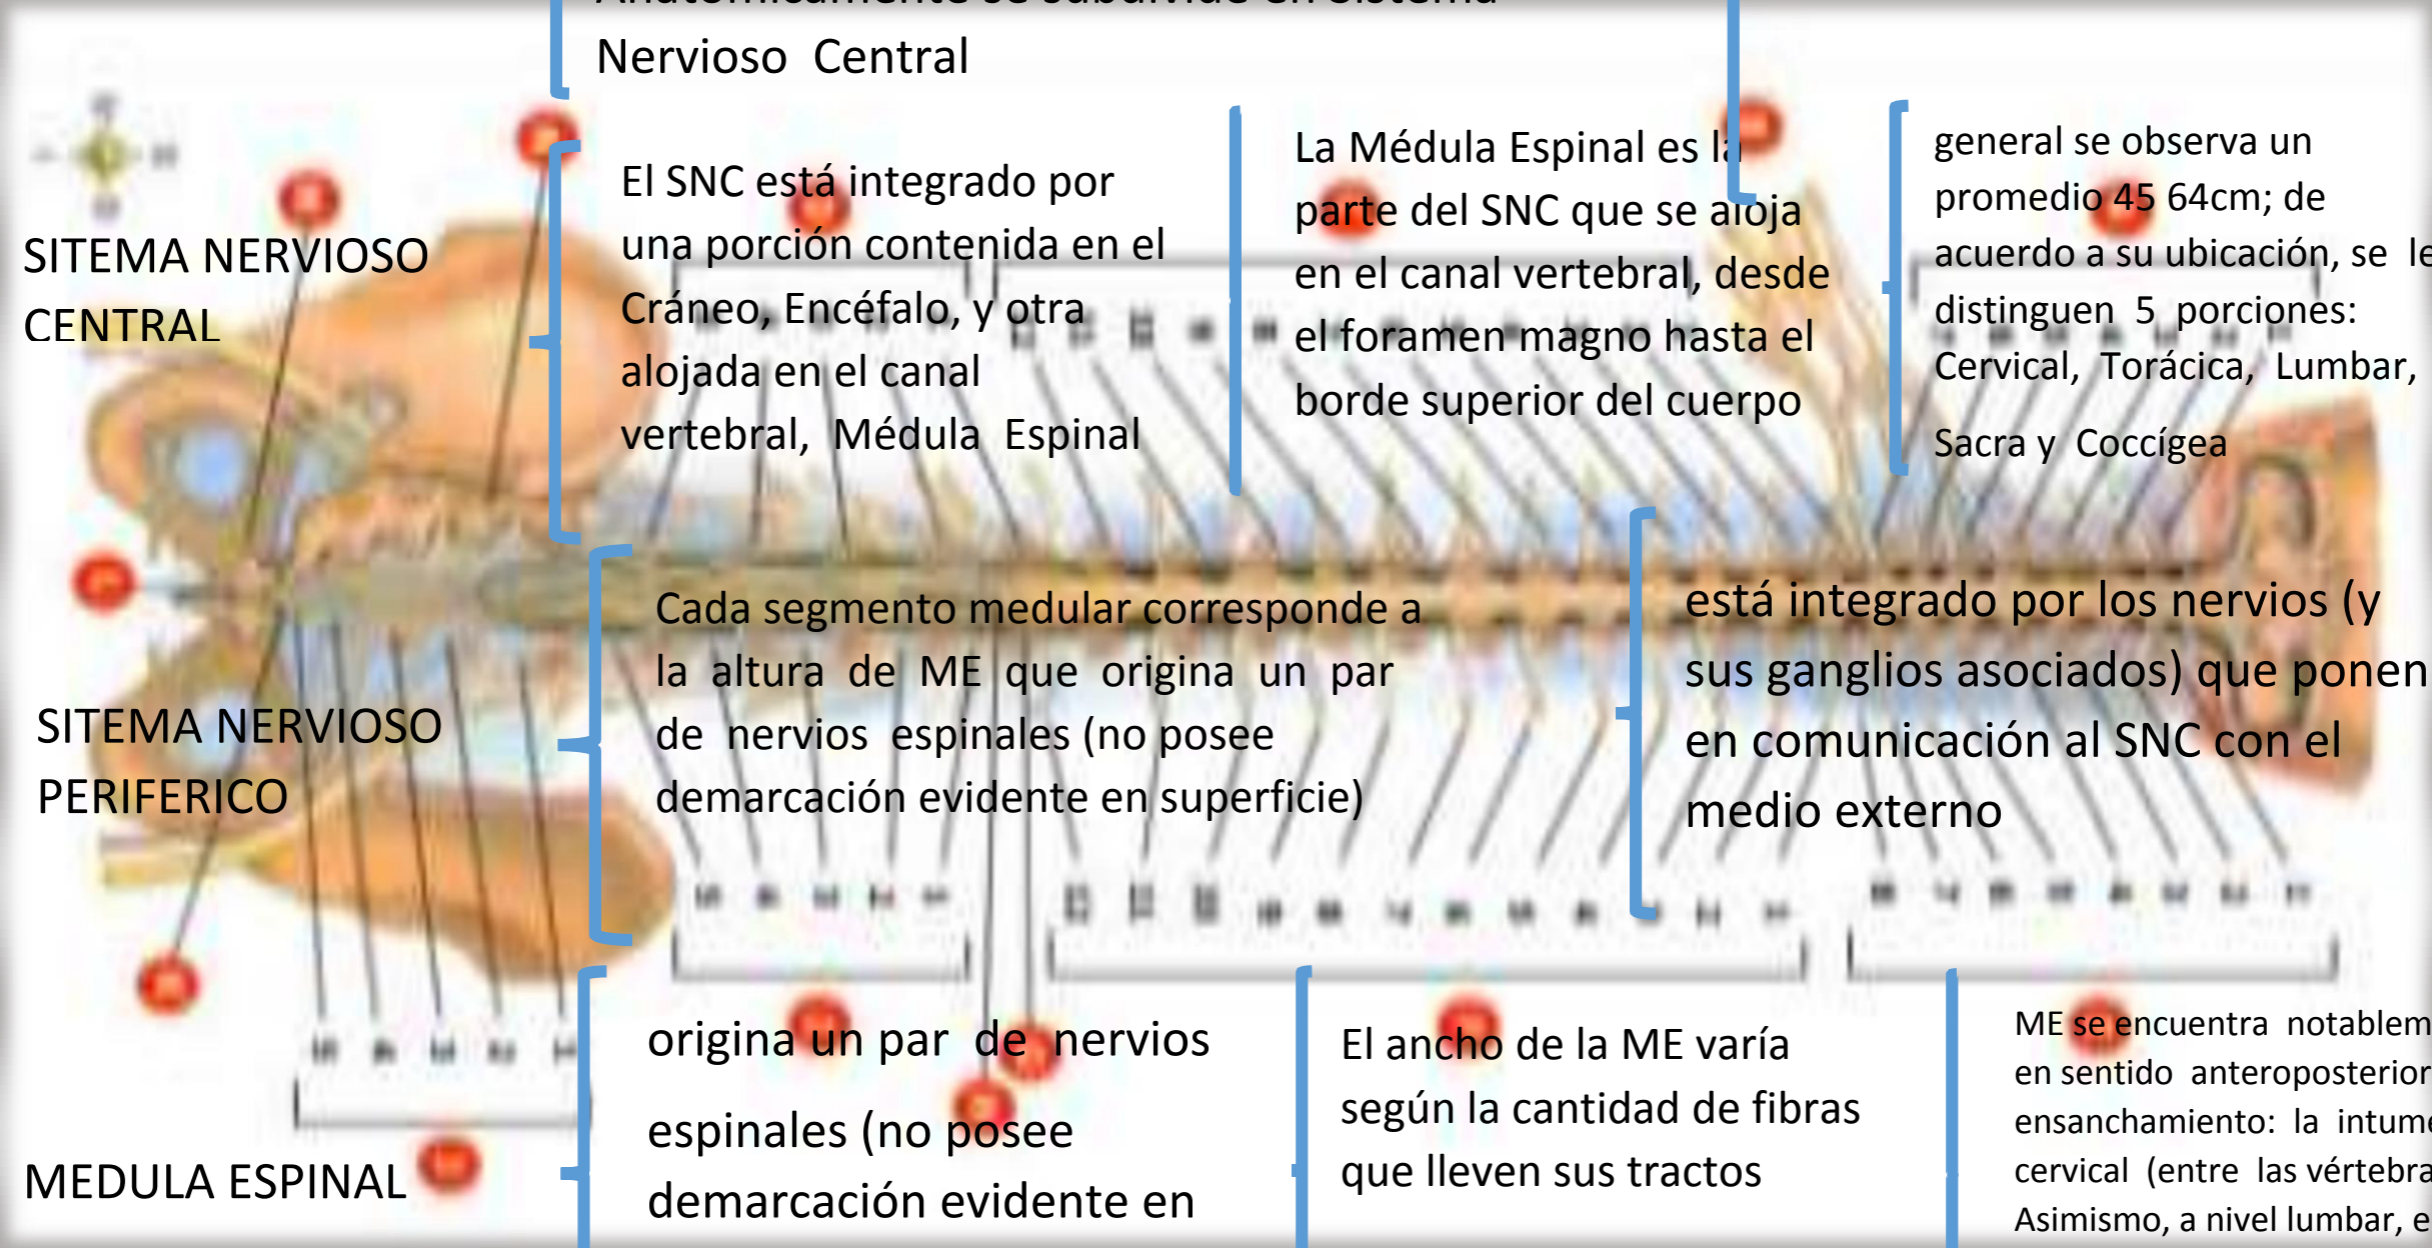 Anatómicamente se subdivide en Sistema
Nervioso Central
SITEMA NERVIOSO
CENTRAL
El SNC está integrado por
una porción contenida en el
Cráneo, Encéfalo, y otra
alojada en el canal
vertebral, Médula Espinal
La Médula Espinal es la
parte del SNC que se aloja
en el canal vertebral, desde
el foramen magno hasta el
borde superior del cuerpo
general se observa un
promedio 45 64cm; de
acuerdo a su ubicación, se le
distinguen 5 porciones:
Cervical, Torácica, Lumbar,
Sacra y Coccígea
SITEMA NERVIOSO
PERIFERICO
Cada segmento medular corresponde a
la altura de ME que origina un par
de nervios espinales (no posee
demarcación evidente en superficie)
está integrado por los nervios (y
sus ganglios asociados) que ponen
en comunicación al SNC con el
medio externo
MEDULA ESPINAL
origina un par de nervios
espinales (no posee
demarcación evidente en
El ancho de la ME varía
según la cantidad de fibras
que lleven sus tractos
ME se encuentra
en sentido anteroposterior
ensanchamiento: la
cervical (entre las
Asimismo, a nivel lumbar,